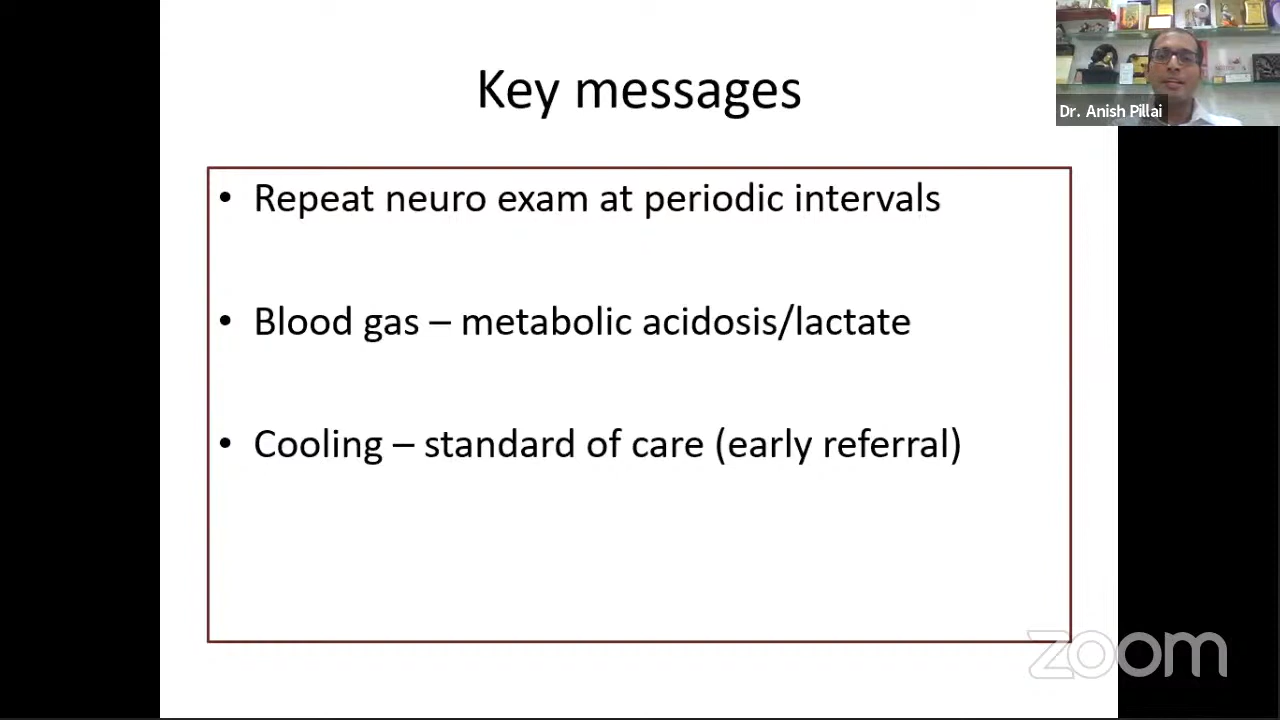 Key messages
Dr. Anish Pillai
• Repeat neuro exam at periodic intervals
• Blood gas – metabolic acidosis/lactate
• Cooling – standard of care (early referral)
zoom